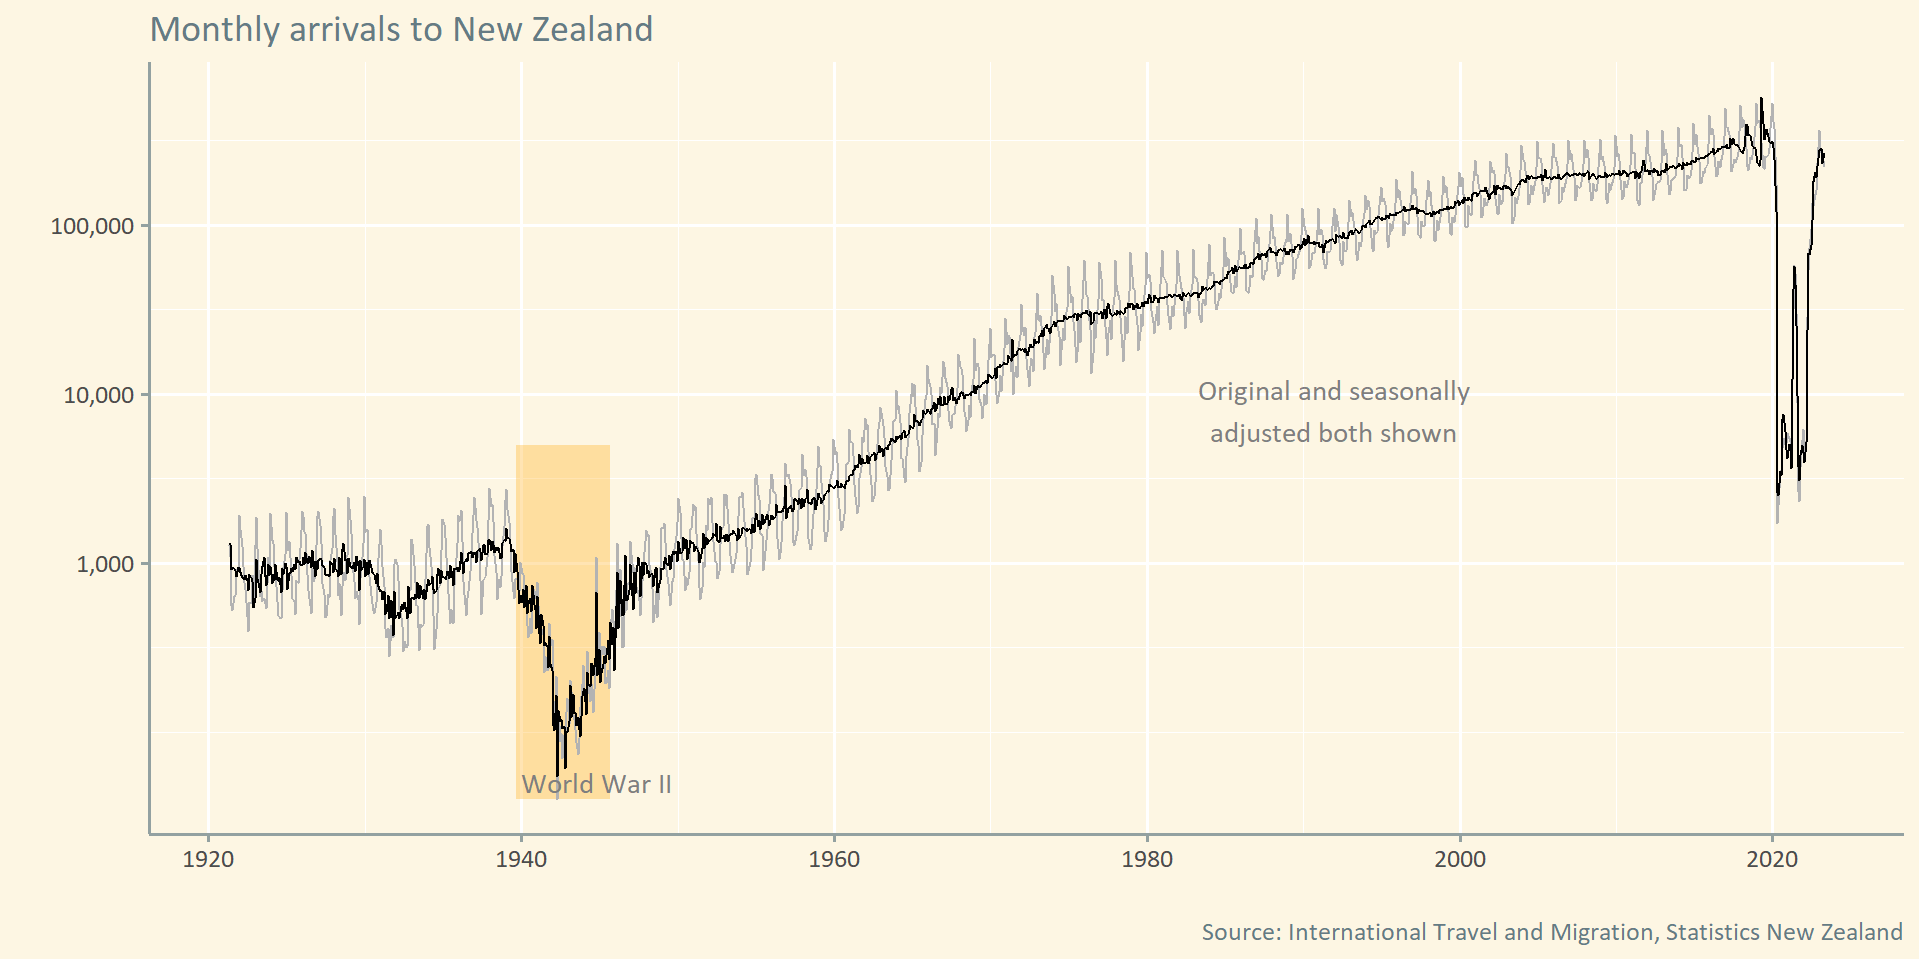 Monthly arrivals to New Zealand
100,000
10,000
1,000
Original and seasonally
adjusted both shown
World War II
1920 1940 1960 1980 2000 2020
Source: International Travel and Migration, Statistics New Zealand